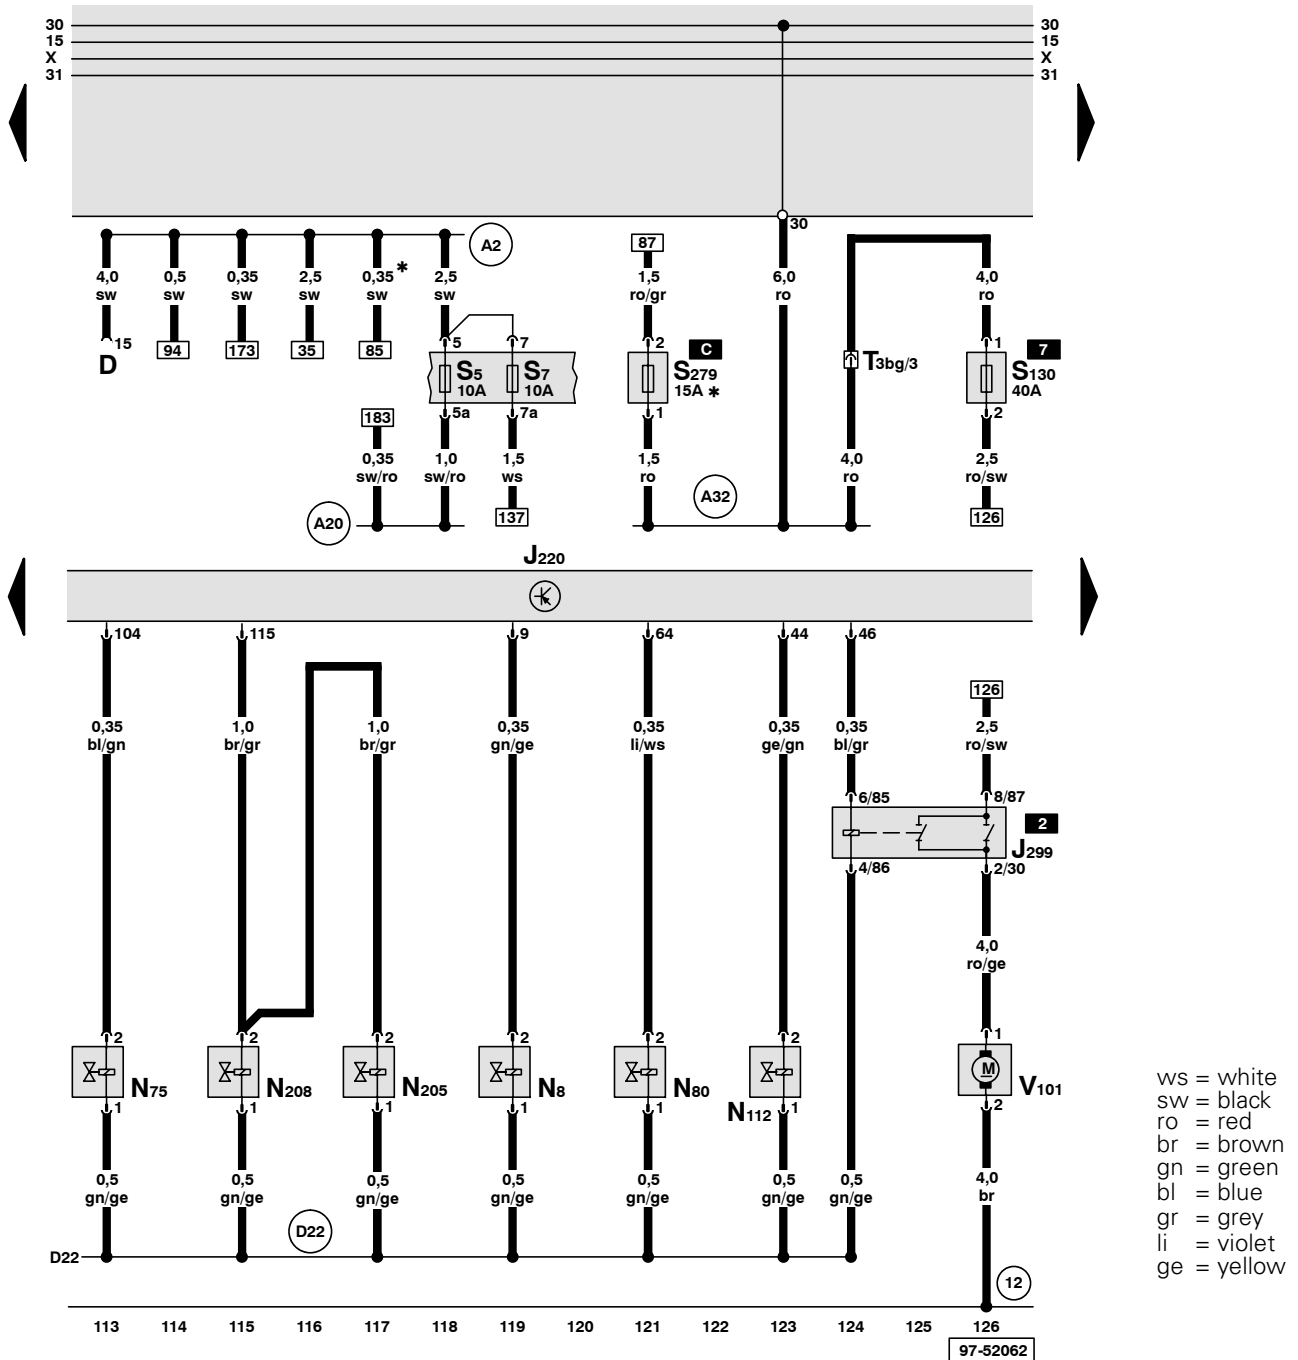 30 30
15 15
X X
31 31
30
A2
87
4,0 0,5 0,35 * 2,5 0,35 2,5 1,5 6,0 4,0
sw sw sw sw sw sw ro/gr ro ro
15
D 94 173 35 85
5 7 2 C 1 7
S5 S7 S279 T3bg/3 S130
10A 10A 15A * 40A
183 5a 7a 1 2
0,35 1,0 1,5 1,5 4,0 2,5
sw/ro sw/ro ws ro ro ro/sw
A20 137 A32 126
J220
104 115 9 64 44 46
126
0,35 1,0 1,0 0,35 0,35 0,35 0,35 2,5
bl/gn br/gr br/gr gn/ge li/ws ge/gn bl/gr ro/sw
6/85 8/87
2
J299
4/86 2/30
4,0
ro/ge
2 2 2 2 2 2 1
N75 N208 N205 N8 N80 N112 M V101
1 1 1 1 1 1 2
0,5 0,5 0,5 0,5 0,5 0,5 0,5 4,0
gn/ge gn/ge gn/ge gn/ge gn/ge gn/ge gn/ge br
D22
D22
12
113 114 115 116 117 118 119 120 121 122 123 124 125 126
97-52062
ws = white
sw = black
ro = red
br = brown
gn = green
bl = blue
gr = grey
li = violet
ge = yellow